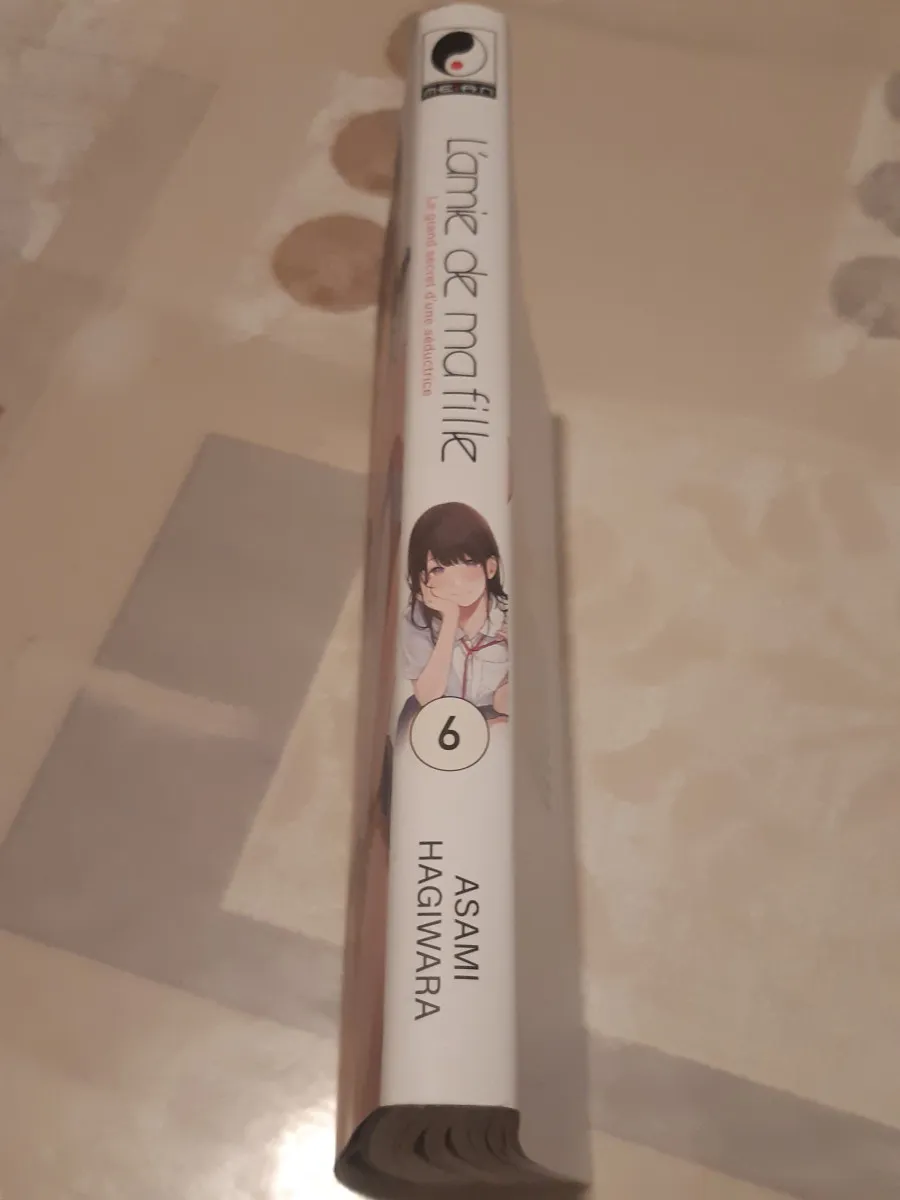 MEIAN
L'amie de ma fille
Le grand secret d'une séductrice
6
ASAMI
HAGIWARA